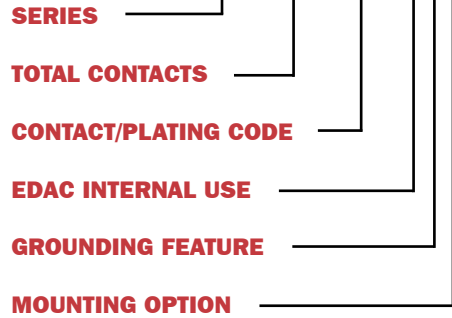 SERIES
TOTAL CONTACTS
CONTACT/PLATING CODE
EDAC INTERNAL USE
GROUNDING FEATURE
MOUNTING OPTION